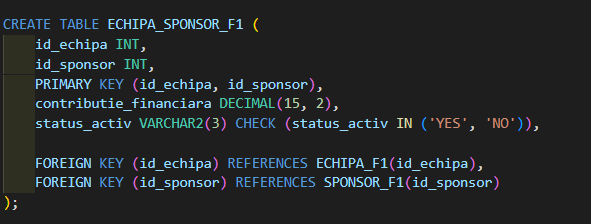 CREATE TABLE ECHIPA_SPONSOR_F1 (
    id_echipa INT,
    id_sponsor INT,
    PRIMARY KEY (id_echipa, id_sponsor),
    contributie_financiara DECIMAL(15, 2),
    status_activ VARCHAR2(3) CHECK (status_activ IN ('YES', 'NO')),

    FOREIGN KEY (id_echipa) REFERENCES ECHIPA_F1(id_echipa),
    FOREIGN KEY (id_sponsor) REFERENCES SPONSOR_F1(id_sponsor)
);